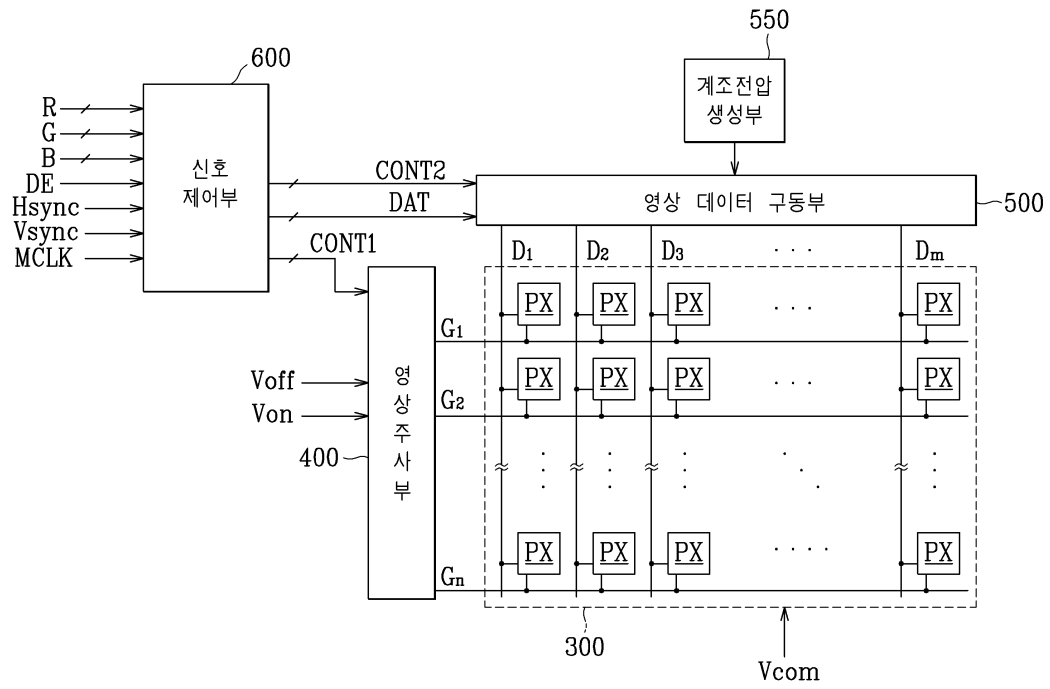 550
600
계조전압
생성부
R
G
B
DE
Hsync
Vsync
MCLK
신호
제어부
CONT2
DAT
CONT1
영상 데이터 구동부
500
D1 D2 D3 · · · Dm
PX PX PX · · · PX
G1
Voff
Von
400
영
상
주
사
부
PX PX PX · · · PX
G2
PX PX PX · · · · PX
Gn
300
Vcom